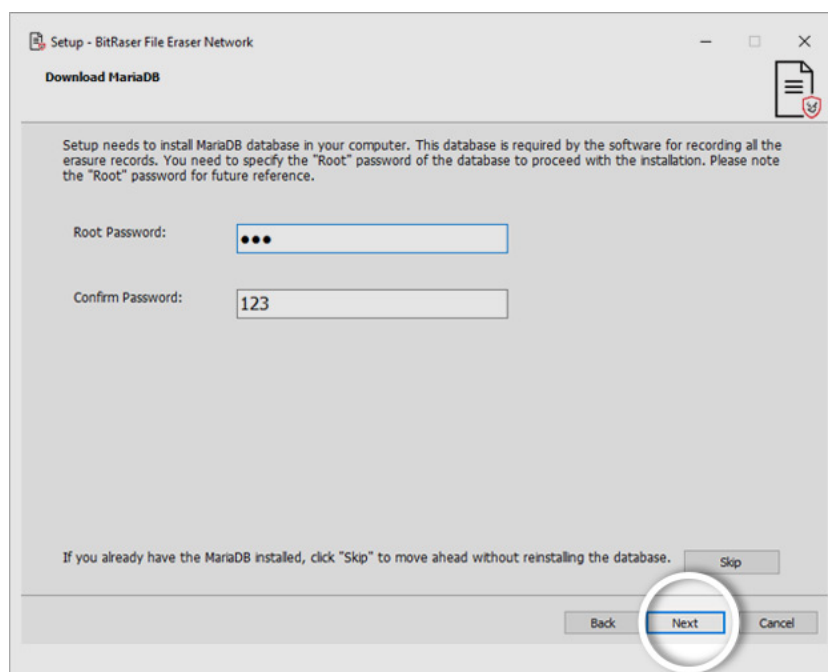 Setup - BitRaser File Eraser Network
Download MariaDB
Setup needs to install MariaDB database in your computer. This database is required by the software for recording all the
erasure records. You need to specify the "Root" password of the database to proceed with the installation. Please note
the "Root" password for future reference.
Root Password:
●●●
Confirm Password:
123
If you already have the MariaDB installed, click "Skip" to move ahead without reinstalling the database.
Skip
Back
Next
Cancel